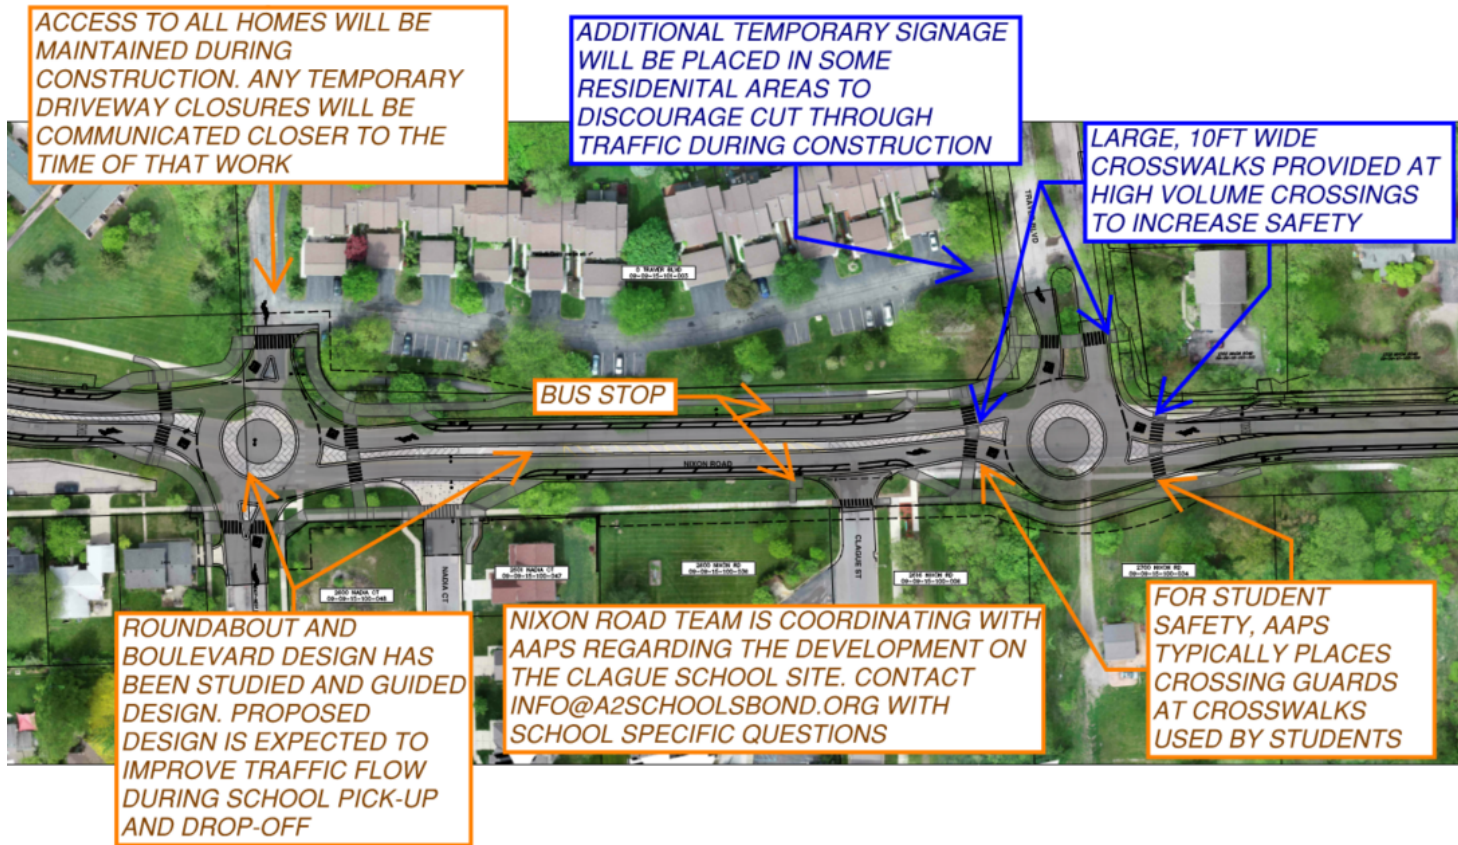 ACCESS TO ALL HOMES WILL BE
MAINTAINED DURING
CONSTRUCTION. ANY TEMPORARY
DRIVEWAY CLOSURES WILL BE
COMMUNICATED CLOSER TO THE
TIME OF THAT WORK
ADDITIONAL TEMPORARY SIGNAGE
WILL BE PLACED IN SOME
RESIDENITAL AREAS TO
DISCOURAGE CUT THROUGH
TRAFFIC DURING CONSTRUCTION
LARGE, 10FT WIDE
CROSSWALKS PROVIDED AT
HIGH VOLUME CROSSINGS
TO INCREASE SAFETY
BUS STOP
NIXON ROAD
NADIA CT
CLAGUE ST
2600 NIXON RD
2700 NIXON RD
ROUNDABOUT AND
BOULEVARD DESIGN HAS
BEEN STUDIED AND GUIDED
DESIGN. PROPOSED
DESIGN IS EXPECTED TO
IMPROVE TRAFFIC FLOW
DURING SCHOOL PICK-UP
AND DROP-OFF
NIXON ROAD TEAM IS COORDINATING WITH
AAPS REGARDING THE DEVELOPMENT ON
THE CLAGUE SCHOOL SITE. CONTACT
INFO@A2SCHOOLSBOND.ORG WITH
SCHOOL SPECIFIC QUESTIONS
FOR STUDENT
SAFETY, AAPS
TYPICALLY PLACES
CROSSING GUARDS
AT CROSSWALKS
USED BY STUDENTS